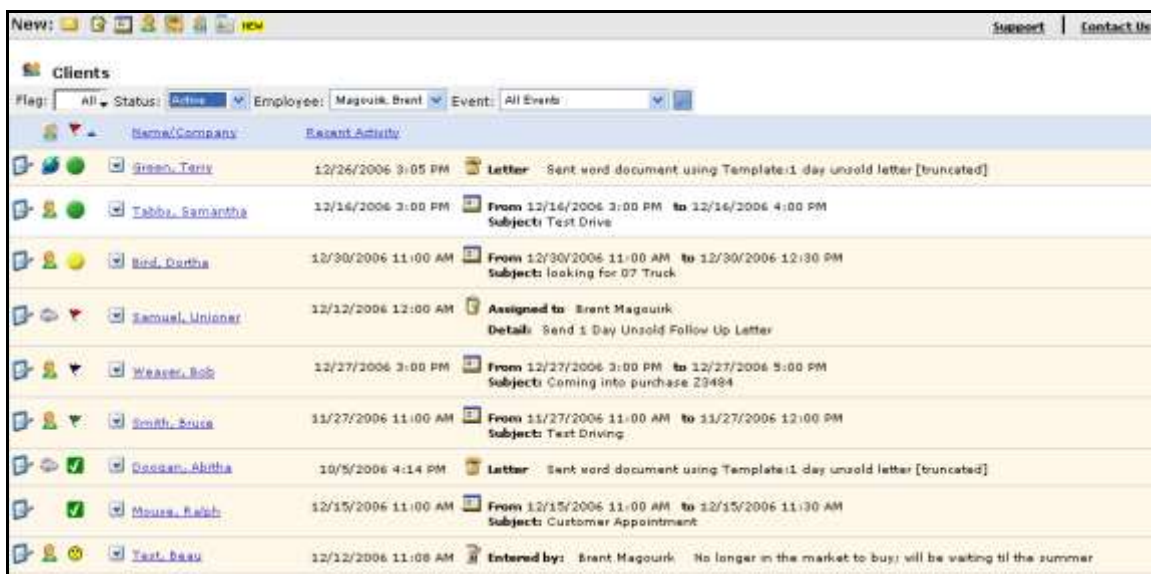 New: NEW Support | Contact Us
Clients
Flag: All Status: Active Employee: Magouirk, Brent Event: All Events
Name/Company Recent Activity
Green, Terry 12/26/2006 3:05 PM Letter Sent word document using Template:1 day unsold letter [truncated]
Tabbs, Samantha 12/16/2006 3:00 PM From 12/16/2006 3:00 PM to 12/16/2006 4:00 PM
Subject: Test Drive
Bird, Dortha 12/30/2006 11:00 AM From 12/30/2006 11:00 AM to 12/30/2006 12:30 PM
Subject: looking for 07 Truck
Samuel, Unioner 12/12/2006 12:00 AM Assigned to Brent Magouirk
Detail: Send 1 Day Unsold Follow Up Letter
Weaver, Bob 12/27/2006 3:00 PM From 12/27/2006 3:00 PM to 12/27/2006 5:00 PM
Subject: Coming into purchase Z3484
Smith, Bruce 11/27/2006 11:00 AM From 11/27/2006 11:00 AM to 11/27/2006 12:00 PM
Subject: Test Driving
Abitha 10/5/2006 4:14 PM Letter Sent word document using Template:1 day unsold letter [truncated]
Mouse, Ralph 12/15/2006 11:00 AM From 12/15/2006 11:00 AM to 12/15/2006 11:30 AM
Subject: Customer Appointment
Test, Beau 12/12/2006 11:08 AM Entered by: Brent Magouirk No longer in the market to buy; will be waiting til the summer